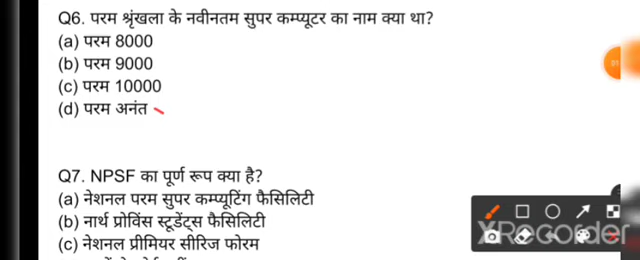 Q6. परम श्रृंखला के नवीनतम सुपर कम्प्यूटर का नाम क्या था?
(a) परम 8000
(b) परम 9000
(c) परम 10000
(d) परम अनंत
Q7. NPSF का पूर्ण रूप क्या है?
(a) नेशनल परम सुपर कम्प्यूटिंग फैसिलिटी
(b) नार्थ प्रोविंस स्टूडेंट्स फैसिलिटी
(c) नेशनल प्रीमियर सीरिज फोरम
XRecorder